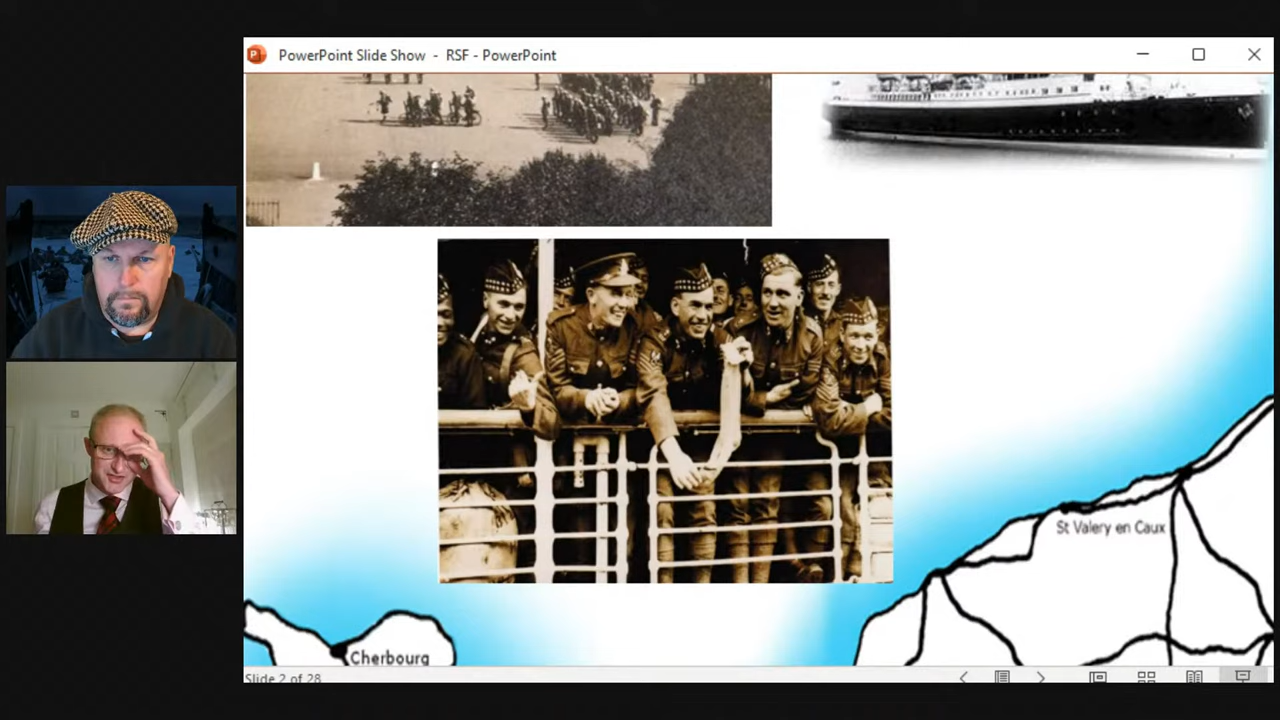 PowerPoint Slide Show - RSF - PowerPoint
St Valery en Caux
Cherbourg
Slide 2 of 28